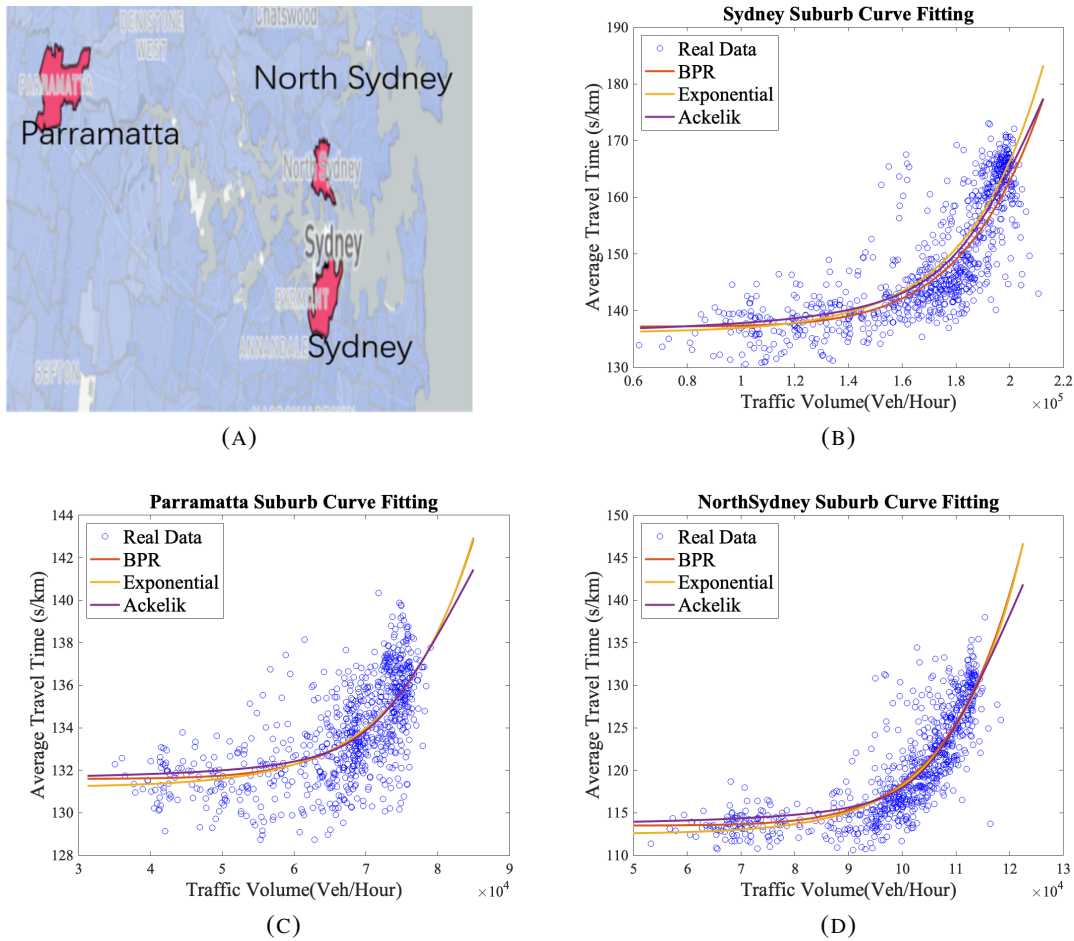 Chatswood
DENISTONE
WEST
North Sydney
PARRAMATTA
Parramatta
North Sydney
Sydney
ANNANDALE
Sydney
SEFTON
(A)
Sydney Suburb Curve Fitting
190
180
170
160
150
140
130
Average Travel Time (s/km)
Real Data
BPR
Exponential
Ackelik
0.6 0.8 1 1.2 1.4 1.6 1.8 2 2.2
Traffic Volume(Veh/Hour)
×10^5
(B)
Parramatta Suburb Curve Fitting
144
142
140
138
136
134
132
130
128
Average Travel Time (s/km)
Real Data
BPR
Exponential
Ackelik
3 4 5 6 7 8 9
Traffic Volume(Veh/Hour)
×10^4
(C)
NorthSydney Suburb Curve Fitting
150
145
140
135
130
125
120
115
110
Average Travel Time (s/km)
Real Data
BPR
Exponential
Ackelik
5 6 7 8 9 10 11 12 13
Traffic Volume(Veh/Hour)
×10^4
(D)